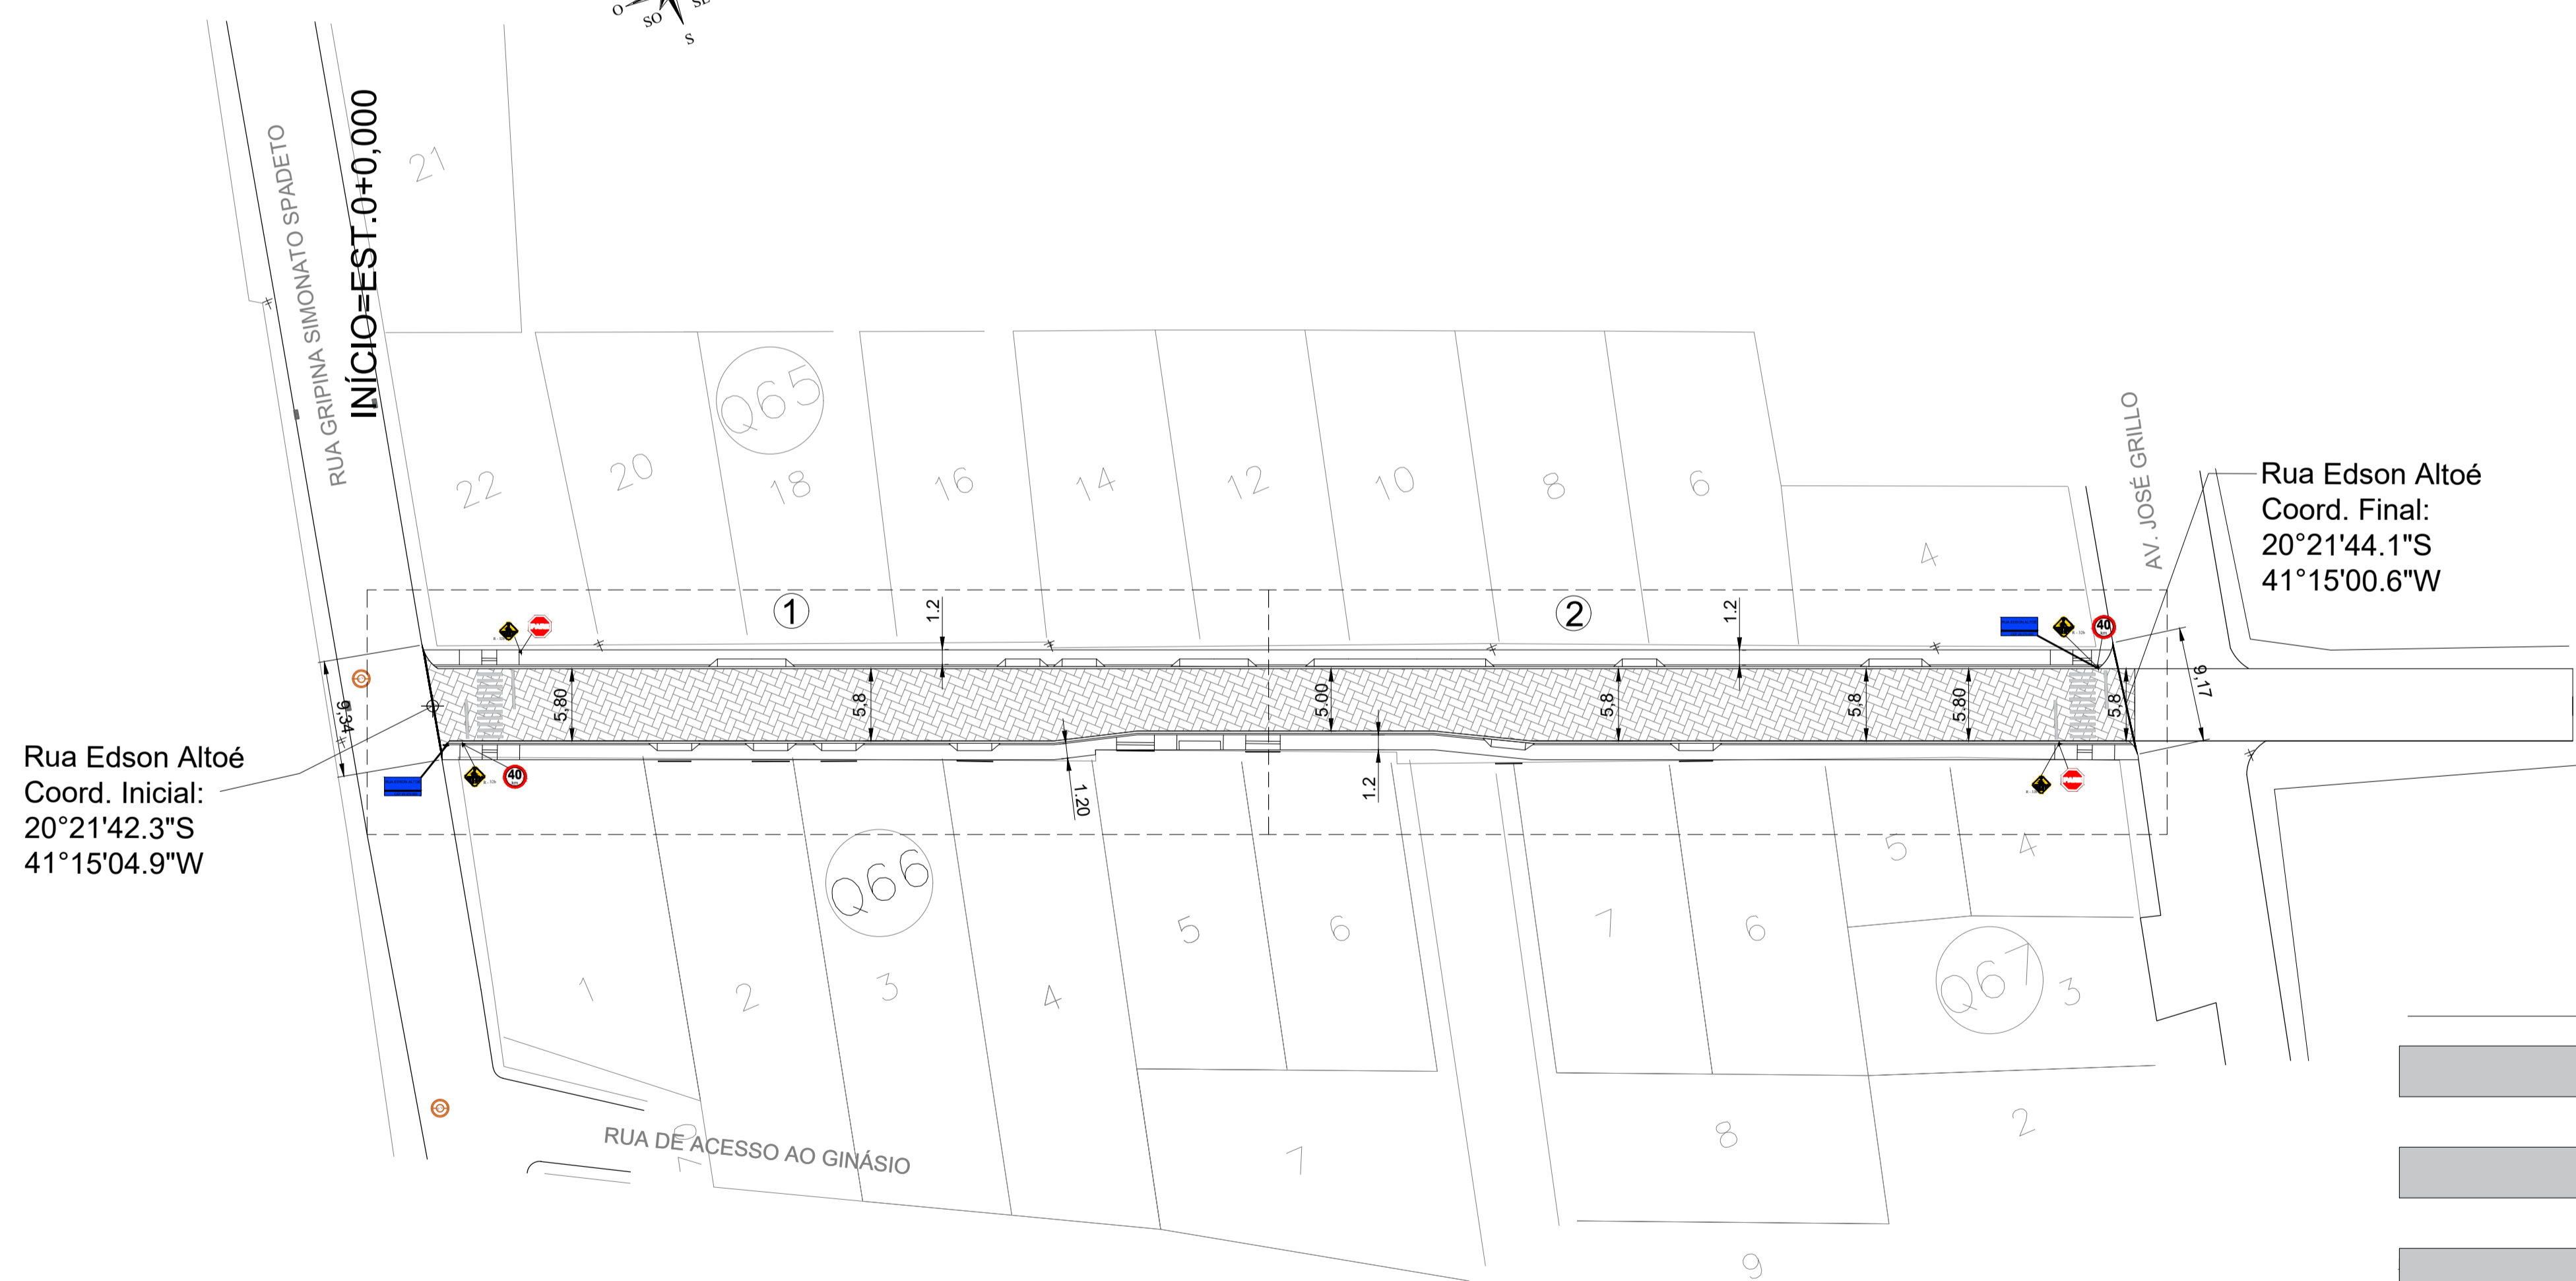 O
SO
S
RUA GRIPINA SIMONATO SPADETO
INÍCIO=EST.0+0,000
21
22
20
Q65
18
16
14
12
10
8
6
4
AV. JOSÉ GRILLO
Rua Edson Altoé
Coord. Final:
20°21'44.1"S
41°15'00.6"W
1
2
1.2
1.2
40
9,34
5,80
5,8
5.00
5,8
5,8
5.80
5,8
9,17
Rua Edson Altoé
Coord. Inicial:
20°21'42.3"S
41°15'04.9"W
40
1.20
1.2
Q66
1
2
3
4
5
6
7
7
6
5
4
Q67
3
8
2
9
RUA DE ACESSO AO GINÁSIO